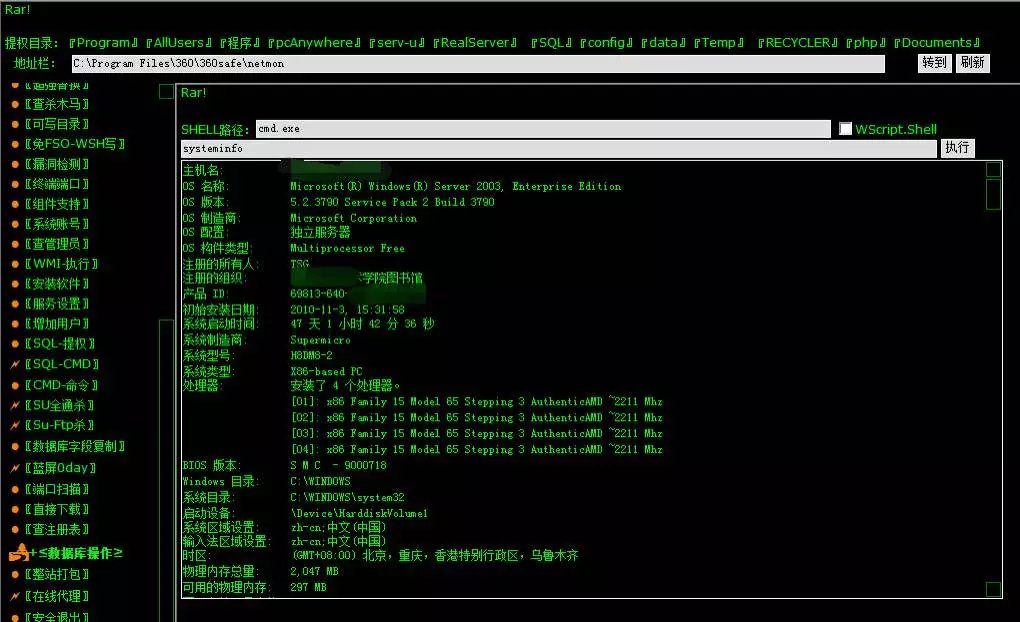 Rar!
提权目录: 『Program』『AllUsers』『程序』『pcAnywhere』『serv-u』『RealServer』 『SQL』『config』『data』『Temp』 『RECYCLER』『php』『Documents』
地址栏: C:\Program Files\360\360safe\netmon 转到 刷新
〖超强替换〗
〖查杀木马〗
〖可写目录〗
〖免FSO-WSH写〗
〖漏洞检测〗
〖终端端口〗
〖组件支持〗
〖系统账号〗
〖查管理员〗
〖WMI-执行〗
〖安装软件〗
〖服务设置〗
〖增加用户〗
〖SQL-提权〗
〖SQL-CMD〗
〖CMD-命令〗
〖SU全通杀〗
〖Su-Ftp杀〗
〖数据库字段复制〗
〖蓝屏0day〗
〖端口扫描〗
〖直接下载〗
〖查注册表〗
+≤数据库操作≥
〖整站打包〗
〖在线代理〗
〖安全退出〗
Rar!
SHELL路径: cmd.exe WScript.Shell
systeminfo 执行
主机名:
OS 名称: Microsoft(R) Windows(R) Server 2003, Enterprise Edition
OS 版本: 5.2.3790 Service Pack 2 Build 3790
OS 制造商: Microsoft Corporation
OS 配置: 独立服务器
OS 构件类型: Multiprocessor Free
注册的所有人: TSG
注册的组织: 学院图书馆
产品 ID: 69813-640-
初始安装日期: 2010-11-3, 15:31:58
系统启动时间: 47 天 1 小时 42 分 36 秒
系统制造商: Supermicro
系统型号: H8DM8-2
系统类型: X86-based PC
处理器: 安装了 4 个处理器。
[01]: x86 Family 15 Model 65 Stepping 3 AuthenticAMD ~2211 Mhz
[02]: x86 Family 15 Model 65 Stepping 3 AuthenticAMD ~2211 Mhz
[03]: x86 Family 15 Model 65 Stepping 3 AuthenticAMD ~2211 Mhz
[04]: x86 Family 15 Model 65 Stepping 3 AuthenticAMD ~2211 Mhz
BIOS 版本: S M C - 9000718
Windows 目录: C:\WINDOWS
系统目录: C:\WINDOWS\system32
启动设备: \Device\HarddiskVolume1
系统区域设置: zh-cn;中文(中国)
输入法区域设置: zh-cn;中文(中国)
时区: (GMT+08:00) 北京，重庆，香港特别行政区，乌鲁木齐
物理内存总量: 2,047 MB
可用的物理内存: 297 MB